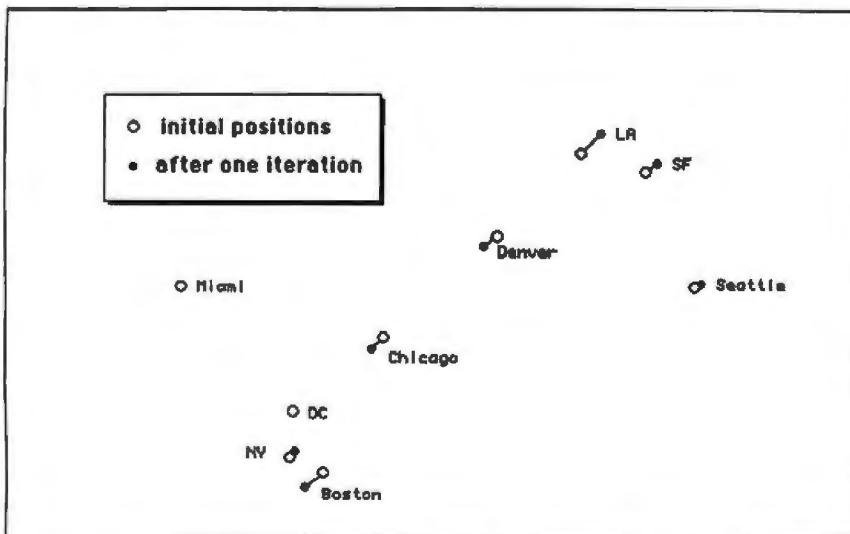 initial positions
after one iteration
LA
SF
Denver
Miami
Seattle
Chicago
DC
NY
Boston